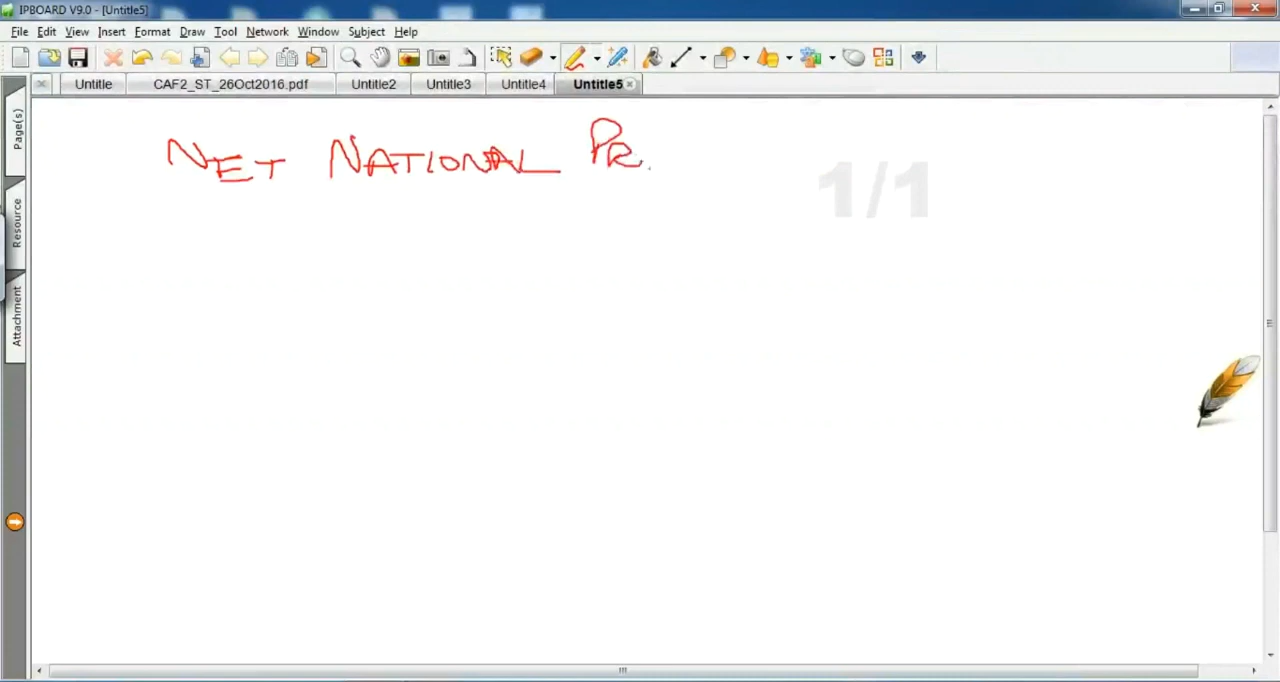 IPBOARD V9.0 - [Untitle5]
File Edit View Insert Format Draw Tool Network Window Subject Help
Untitle CAF2_ST_26Oct2016.pdf Untitle2 Untitle3 Untitle4 Untitle5
Page(s)
Resource
Attachment
NET NATIONAL PR
1/1